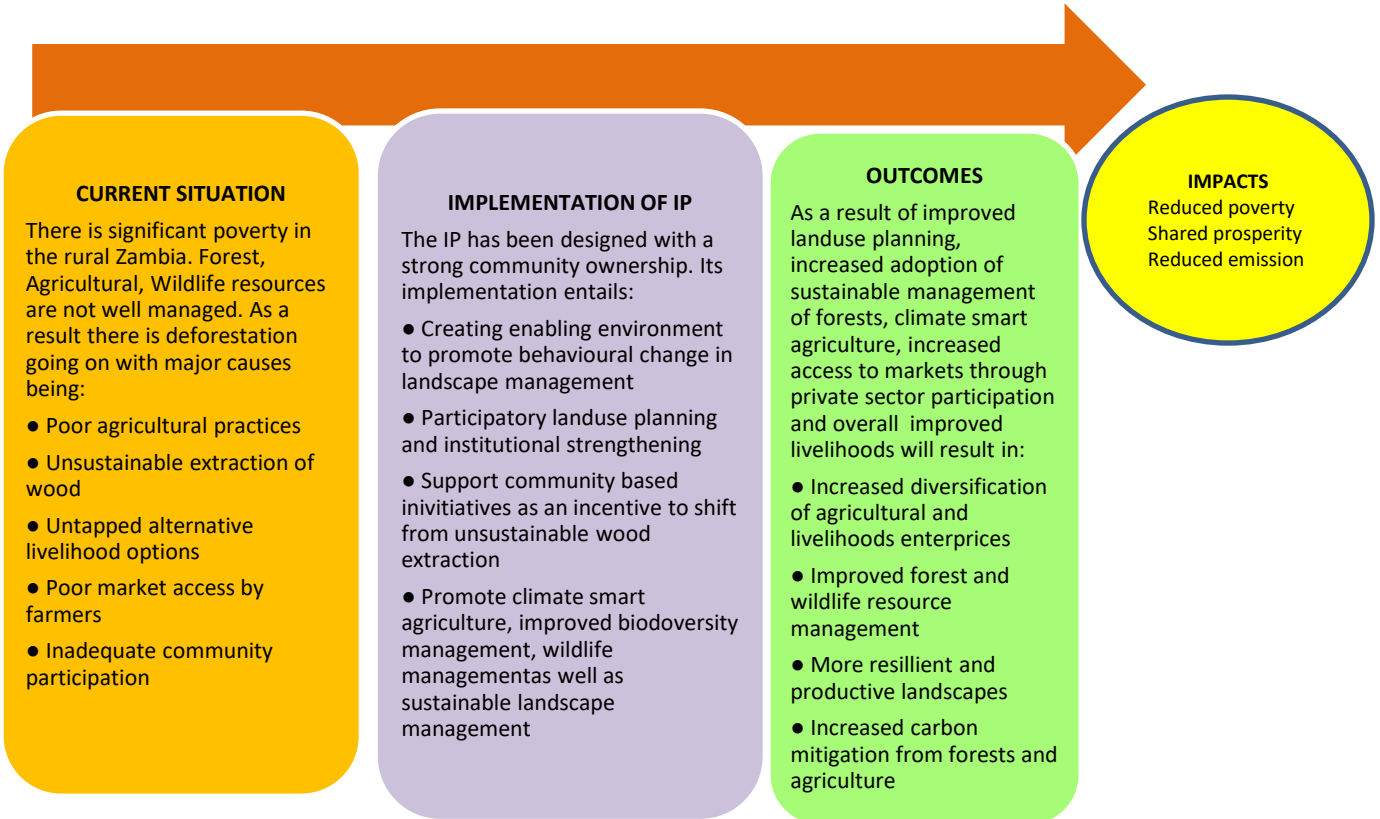 CURRENT SITUATION
There is significant poverty in
the rural Zambia. Forest,
Agricultural, Wildlife resources
are not well managed. As a
result there is deforestation
going on with major causes
being:
● Poor agricultural practices
● Unsustainable extraction of
wood
● Untapped alternative
livelihood options
● Poor market access by
farmers
● Inadequate community
participation
IMPLEMENTATION OF IP
The IP has been designed with a
strong community ownership. Its
implementation entails:
● Creating enabling environment
to promote behavioural change in
landscape management
● Participatory landuse planning
and institutional strengthening
● Support community based
inivitiatives as an incentive to shift
from unsustainable wood
extraction
● Promote climate smart
agriculture, improved biodoversity
management, wildlife
managementas well as
sustainable landscape
management
OUTCOMES
As a result of improved
landuse planning,
increased adoption of
sustainable management
of forests, climate smart
agriculture, increased
access to markets through
private sector participation
and overall improved
livelihoods will result in:
● Increased diversification
of agricultural and
livelihoods enterprices
● Improved forest and
wildlife resource
management
● More resillient and
productive landscapes
● Increased carbon
mitigation from forests and
agriculture
IMPACTS
Reduced poverty
Shared prosperity
Reduced emission